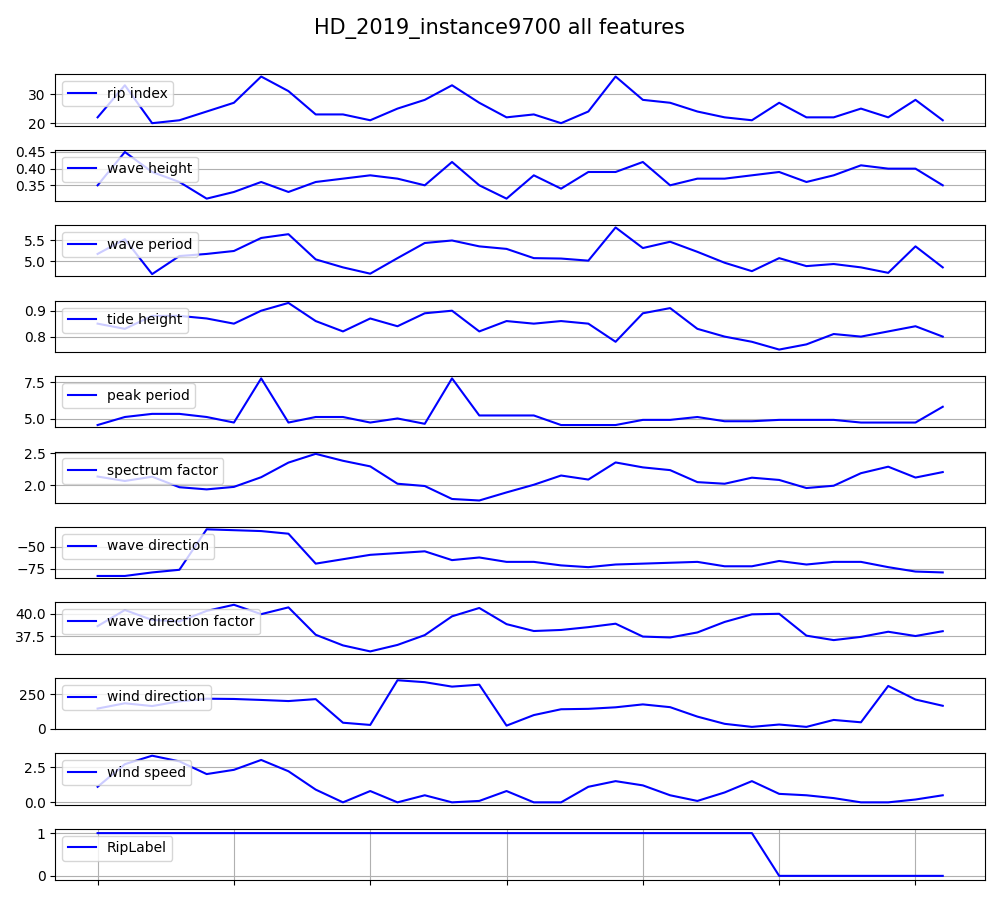 HD_2019_instance9700 all features
30
20
rip index
0.45
0.40
0.35
wave height
5.5
5.0
wave period
0.9
0.8
tide height
7.5
5.0
peak period
2.5
2.0
spectrum factor
−50
−75
wave direction
40.0
37.5
wave direction factor
250
0
wind direction
2.5
0.0
wind speed
1
0
RipLabel